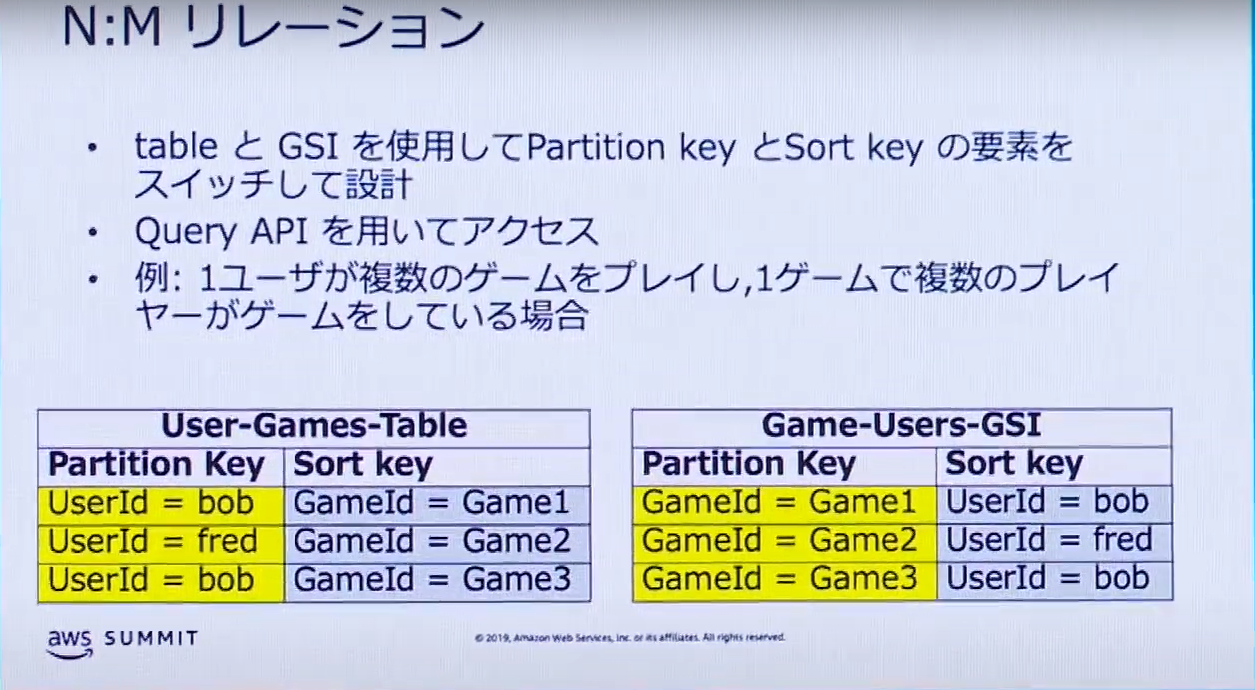 N:M リレーション
• table と GSI を使用してPartition key とSort key の要素を
スイッチして設計
• Query API を用いてアクセス
• 例: 1ユーザが複数のゲームをプレイし,1ゲームで複数のプレイ
ヤーがゲームをしている場合
User-Games-Table
Partition Key Sort key
UserId = bob GameId = Game1
UserId = fred GameId = Game2
UserId = bob GameId = Game3
Game-Users-GSI
Partition Key Sort key
GameId = Game1 UserId = bob
GameId = Game2 UserId = fred
GameId = Game3 UserId = bob
aws SUMMIT
© 2019, Amazon Web Services, Inc. or its affiliates. All rights reserved.